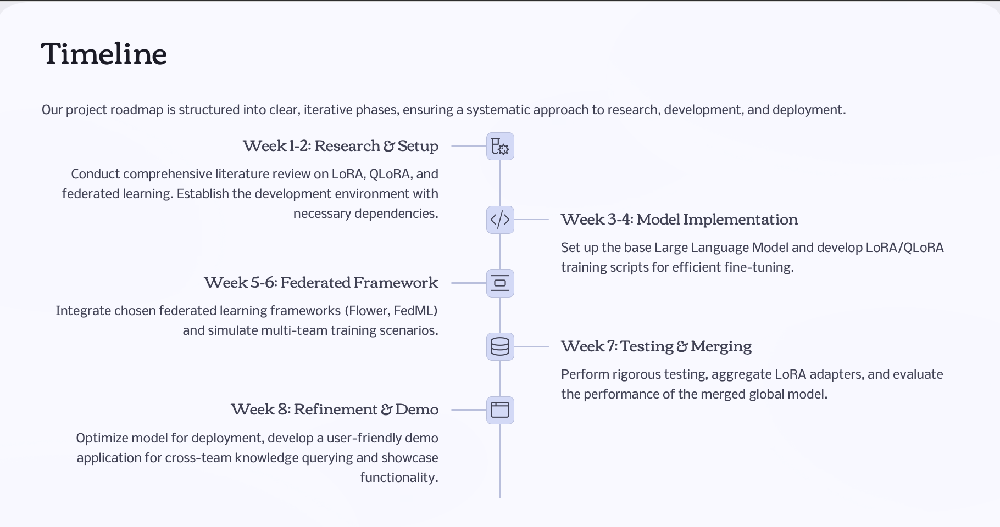 Timeline
Our project roadmap is structured into clear, iterative phases, ensuring a systematic approach to research, development, and deployment.
Week 1-2: Research & Setup
Conduct comprehensive literature review on LoRA, QLoRA, and
federated learning. Establish the development environment with
necessary dependencies.
Week 3-4: Model Implementation
Set up the base Large Language Model and develop LoRA/QLoRA
training scripts for efficient fine-tuning.
Week 5-6: Federated Framework
Integrate chosen federated learning frameworks (Flower, FedML)
and simulate multi-team training scenarios.
Week 7: Testing & Merging
Perform rigorous testing, aggregate LoRA adapters, and evaluate
the performance of the merged global model.
Week 8: Refinement & Demo
Optimize model for deployment, develop a user-friendly demo
application for cross-team knowledge querying and showcase
functionality.